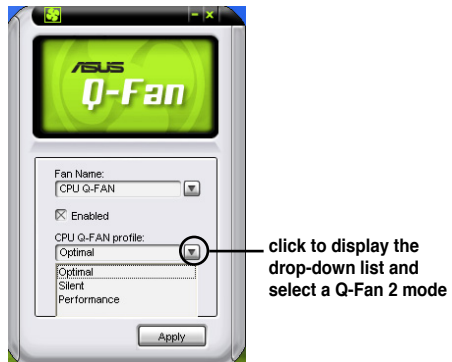 ASUS
Q-Fan
Fan Name:
CPU Q-FAN
Enabled
CPU Q-FAN profile:
Optimal
Optimal
Silent
Performance
Apply
click to display the
drop-down list and
select a Q-Fan 2 mode